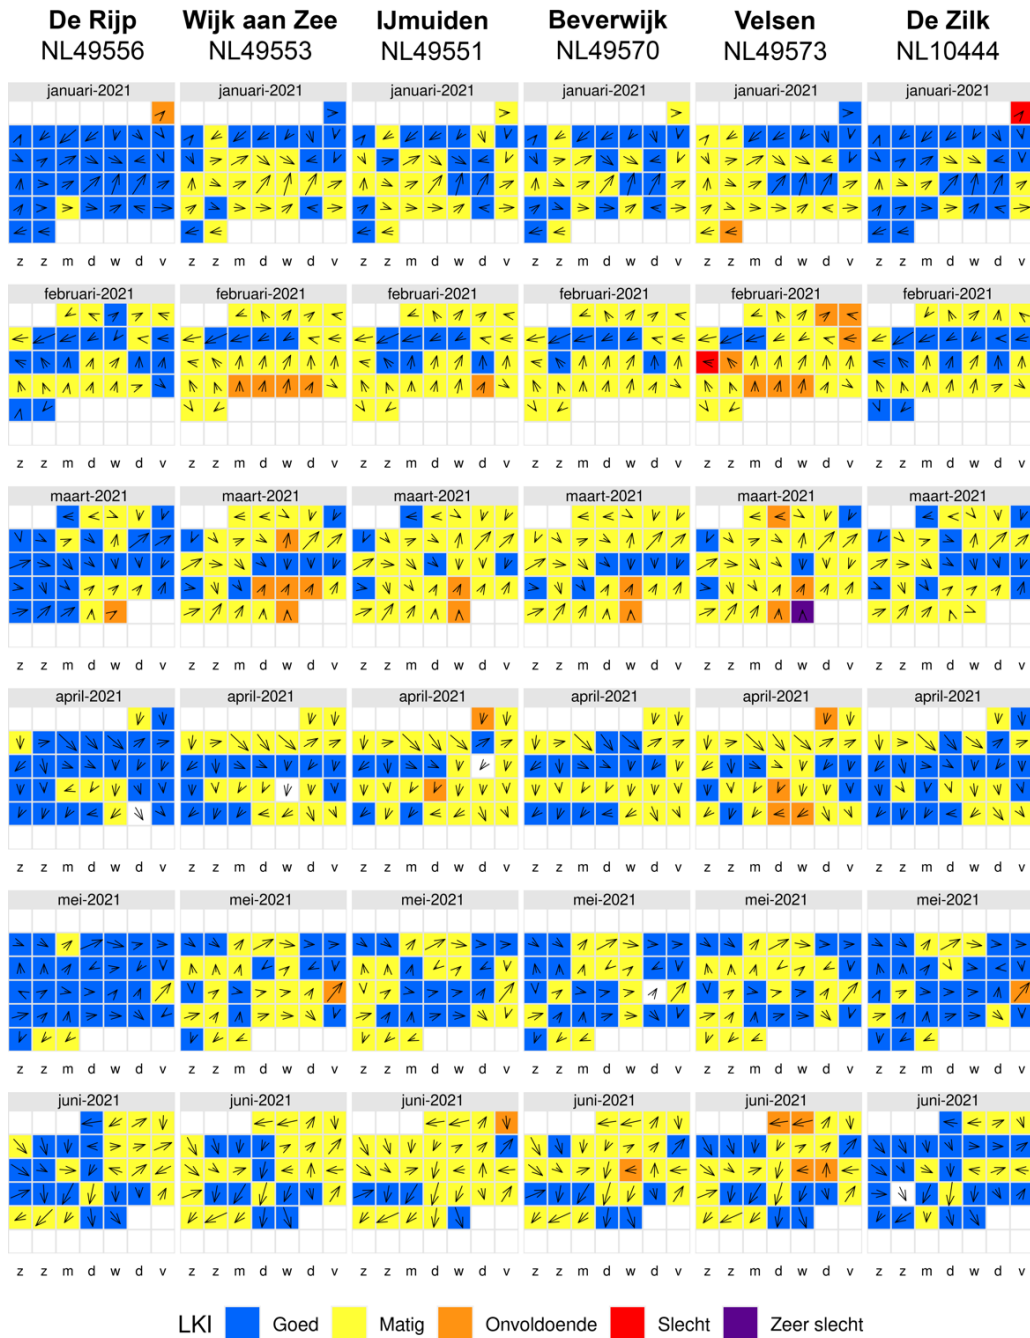 De Rijp Wijk aan Zee IJmuiden Beverwijk Velsen De Zilk
NL49556 NL49553 NL49551 NL49570 NL49573 NL10444
januari-2021 januari-2021 januari-2021 januari-2021 januari-2021 januari-2021
z z m d w d v z z m d w d v z z m d w d v z z m d w d v z z m d w d v z z m d w d v
februari-2021 februari-2021 februari-2021 februari-2021 februari-2021 februari-2021
z z m d w d v z z m d w d v z z m d w d v z z m d w d v z z m d w d v z z m d w d v
maart-2021 maart-2021 maart-2021 maart-2021 maart-2021 maart-2021
z z m d w d v z z m d w d v z z m d w d v z z m d w d v z z m d w d v z z m d w d v
april-2021 april-2021 april-2021 april-2021 april-2021 april-2021
z z m d w d v z z m d w d v z z m d w d v z z m d w d v z z m d w d v z z m d w d v
mei-2021 mei-2021 mei-2021 mei-2021 mei-2021 mei-2021
z z m d w d v z z m d w d v z z m d w d v z z m d w d v z z m d w d v z z m d w d v
juni-2021 juni-2021 juni-2021 juni-2021 juni-2021 juni-2021
z z m d w d v z z m d w d v z z m d w d v z z m d w d v z z m d w d v z z m d w d v
LKI Goed Matig Onvoldoende Slecht Zeer slecht